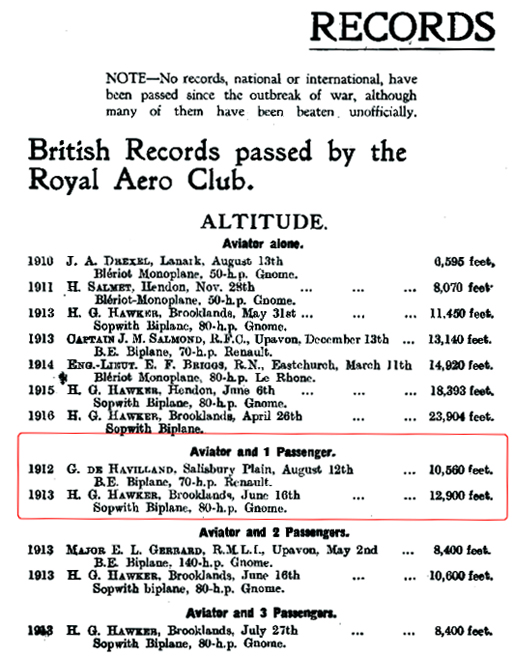 RECORDS
NOTE—No records, national or international, have
been passed since the outbreak of war, although
many of them have been beaten unofficially.
British Records passed by the
Royal Aero Club.
ALTITUDE.
Aviator alone.
1910 J. A. DREXEL, Lanark, August 13th 6,595 feet.
Blériot Monoplane, 50-h.p. Gnome.
1911 H. SALMET, Hendon, Nov. 28th ... ... ... 8,070 feet.
Blériot-Monoplane, 50-h.p. Gnome.
1913 H. G. HAWKER, Brooklands, May 31st ... ... ... 11,450 feet.
Sopwith Biplane, 80-h.p. Gnome.
1913 CAPTAIN J. M. SALMOND, R.F.C., Upavon, December 13th ... 13,140 feet.
B.E. Biplane, 70-h.p. Renault.
1914 ENG.-LIEUT. E. F. BRIGGS, R.N., Eastchurch, March 11th 14,920 feet.
Blériot Monoplane, 80-h.p. Le Rhone.
1915 H. G. HAWKER, Hendon, June 6th ... ... ... 18,393 feet.
Sopwith Biplane, 80-h.p. Gnome.
1916 H. G. HAWKER, Brooklands, April 26th ... ... 23,904 feet.
Sopwith Biplane.
Aviator and 1 Passenger.
1912 G. DE HAVILLAND, Salisbury Plain, August 12th ... 10,560 feet.
B.E. Biplane, 70-h.p. Renault.
1913 H. G. HAWKER, Brooklands, June 16th ... ... 12,900 feet.
Sopwith Biplane, 80-h.p. Gnome.
Aviator and 2 Passengers.
1913 MAJOR E. L. GERRARD, R.M.L.I., Upavon, May 2nd ... 8,400 feet.
B.E. Biplane, 140-h.p. Gnome.
1913 H. G. HAWKER, Brooklands, June 16th ... ... 10,600 feet.
Sopwith biplane, 80-h.p. Gnome.
Aviator and 3 Passengers.
1913 H. G. HAWKER, Brooklands, July 27th ... ... 8,400 feet.
Sopwith Biplane, 80-h.p. Gnome.